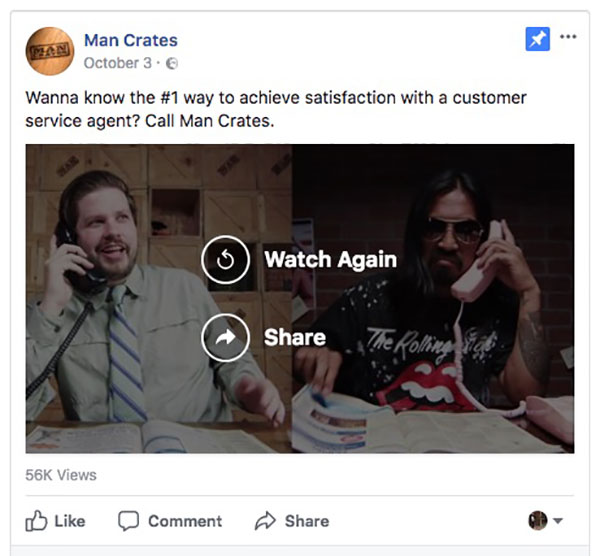 MAN
Man Crates
October 3 ·
Wanna know the #1 way to achieve satisfaction with a customer
service agent? Call Man Crates.
Watch Again
Share
The Rolling
56K Views
Like Comment Share